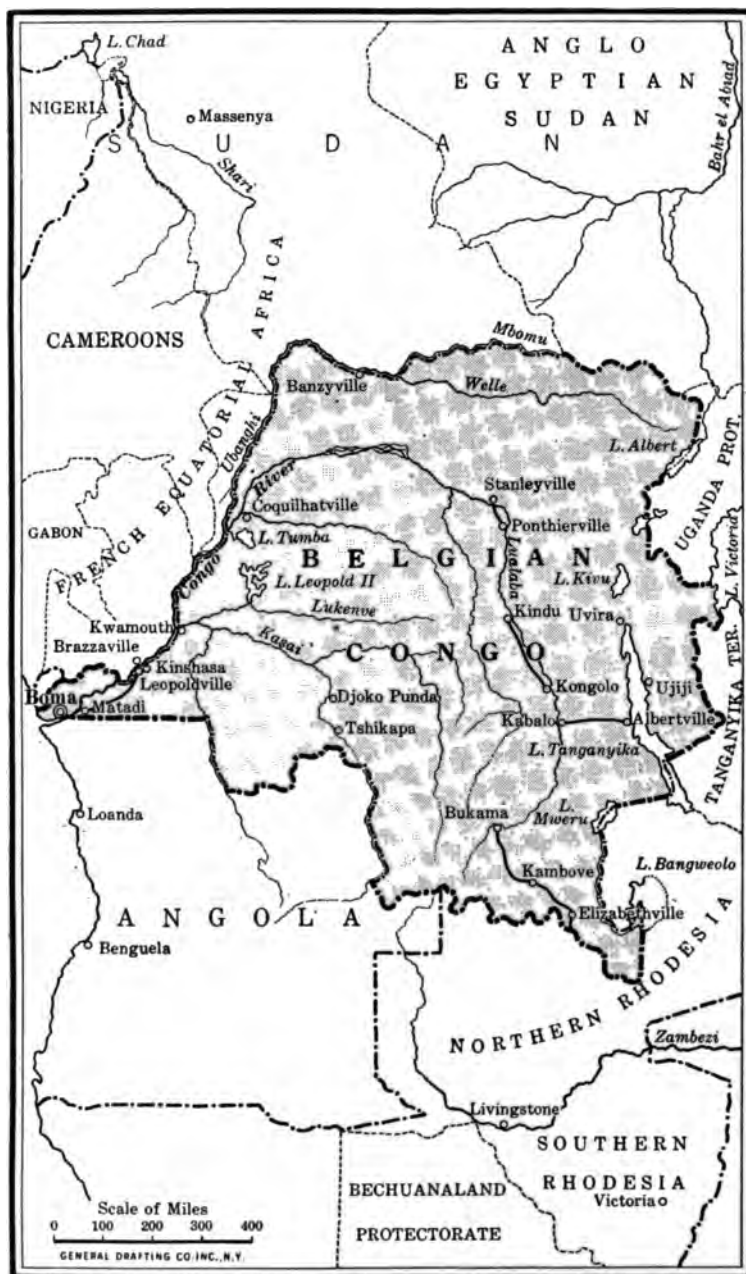 L. Chad
ANGLO
EGYPTIAN
SUDAN
Bahr el Abiad
NIGERIA
Massenya
SUDAN
Shari
FRENCH EQUATORIAL AFRICA
CAMEROONS
Mbomu
Banzyville
Welle
Ubanghi
L. Albert
UGANDA PROT.
River
Stanleyville
Coquilhatville
Ponthierville
GABON
L. Tumba
BELGIAN
Lualaba
L. Victoria
Congo
L. Leopold II
L. Kivu
Lukenve
Kindu
Uvira
Kwamouth
Kasai
CONGO
Brazzaville
Kinshasa
Leopoldville
Boma
Matadi
Djoko Punda
Kongolo
Ujiji
TANGANYIKA TER.
Tshikapa
Kabalo
Albertville
L. Tanganyika
Loanda
Bukama
L. Mweru
L. Bangweolo
Kambove
ANGOLA
Elizabethville
Benguela
NORTHERN RHODESIA
Zambezi
Livingstone
SOUTHERN
RHODESIA
Victoria
BECHUANALAND
PROTECTORATE
Scale of Miles
0 100 200 300 400
GENERAL DRAFTING CO. INC., N.Y.